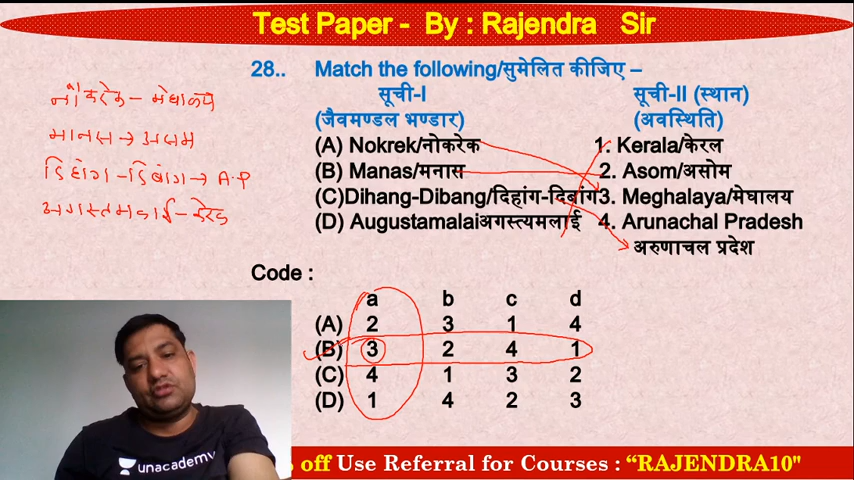 Test Paper - By : Rajendra Sir
28.. Match the following/सुमेलित कीजिए –
सूची-I सूची-II (स्थान)
(जैवमण्डल भण्डार) (अवस्थिति)
(A) Nokrek/नोकरेक 1. Kerala/केरल
(B) Manas/मनास 2. Asom/असोम
(C)Dihang-Dibang/दिहांग-दिबांग 3. Meghalaya/मेघालय
(D) Augustamalaiअगस्त्यमलाई 4. Arunachal Pradesh
अरुणाचल प्रदेश
नोकरेक – मेघालय
मानस → असम
दिहांग – दिबांग → A.P
Code :
a b c d
(A) 2 3 1 4
(B) 3 2 4 1
(C) 4 1 3 2
(D) 1 4 2 3
unacademy
off Use Referral for Courses : “RAJENDRA10"